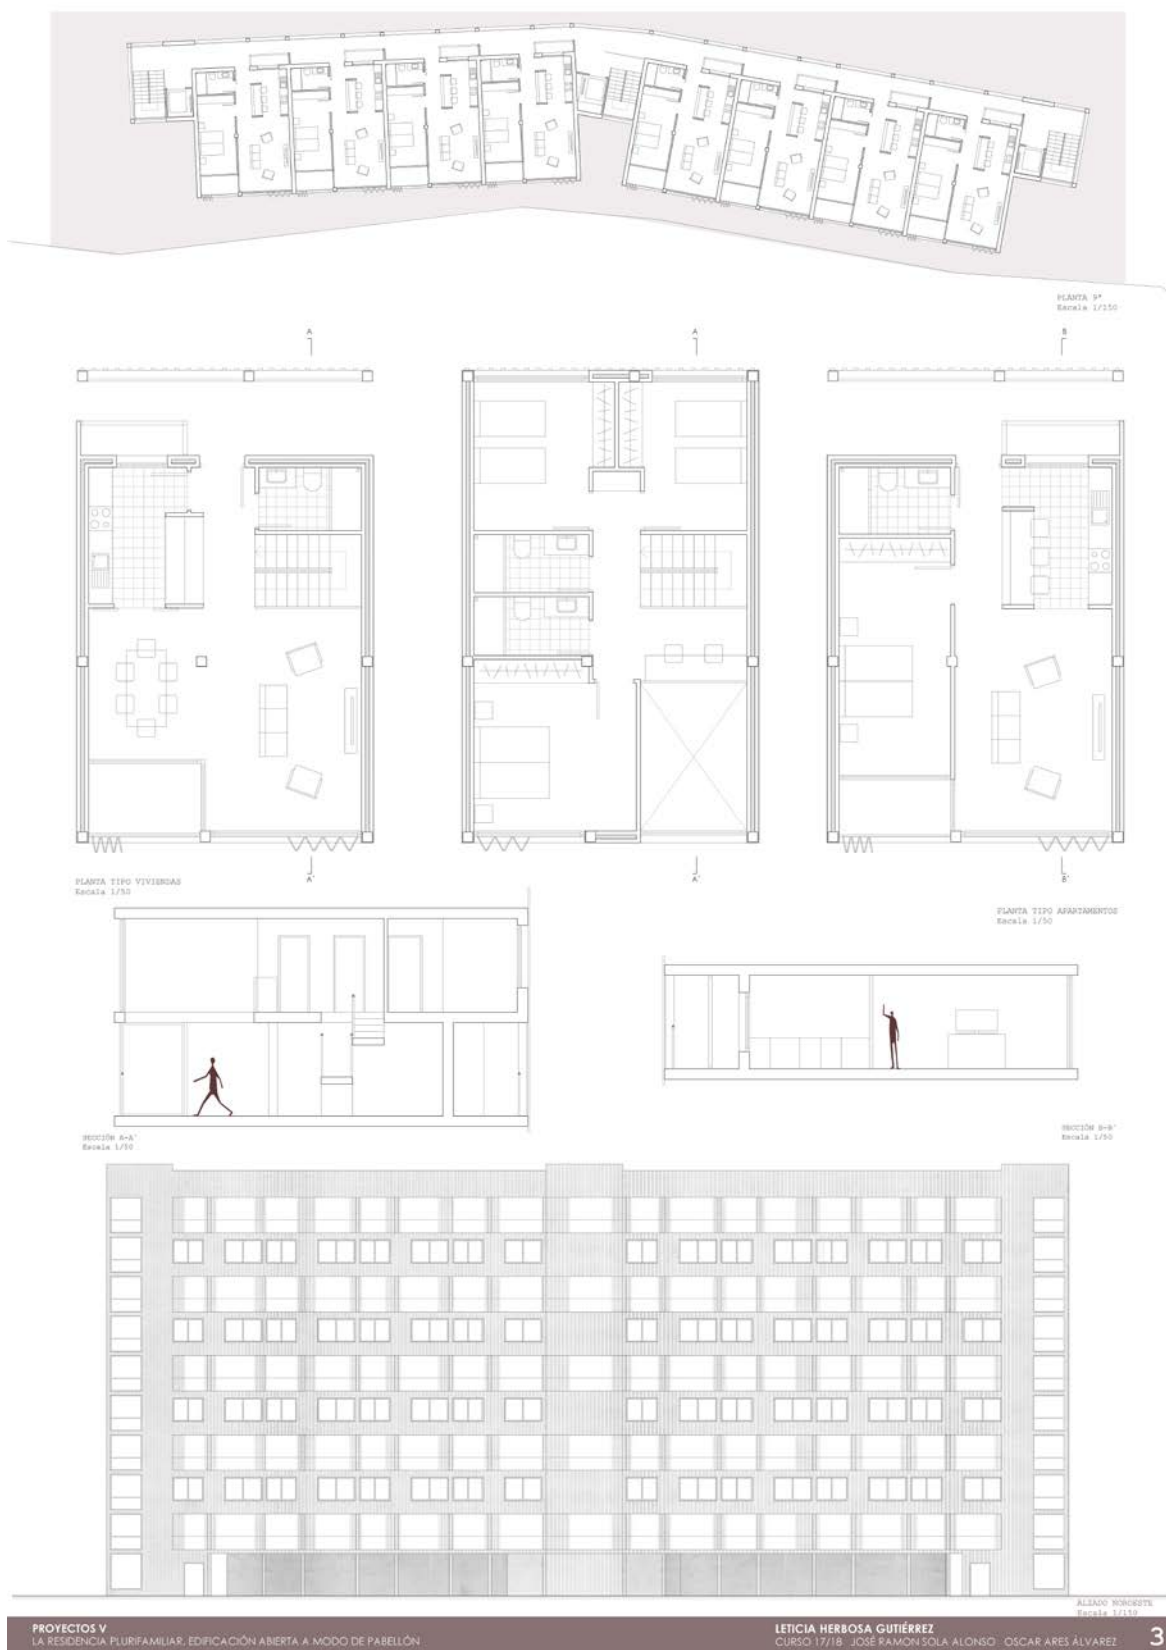 PLANTA 9ª
Escala 1/150
A
A
B
A'
A'
B'
PLANTA TIPO VIVIENDAS
Escala 1/50
PLANTA TIPO APARTAMENTOS
Escala 1/50
SECCIÓN A-A'
Escala 1/50
SECCIÓN B-B'
Escala 1/50
ALZADO NOROESTE
Escala 1/150
PROYECTOS V
LA RESIDENCIA PLURIFAMILIAR. EDIFICACIÓN ABIERTA A MODO DE PABELLÓN
LETICIA HERBOSA GUTIÉRREZ
CURSO 17/18 JOSÉ RAMON SOLA ALONSO OSCAR ARES ÁLVAREZ
3